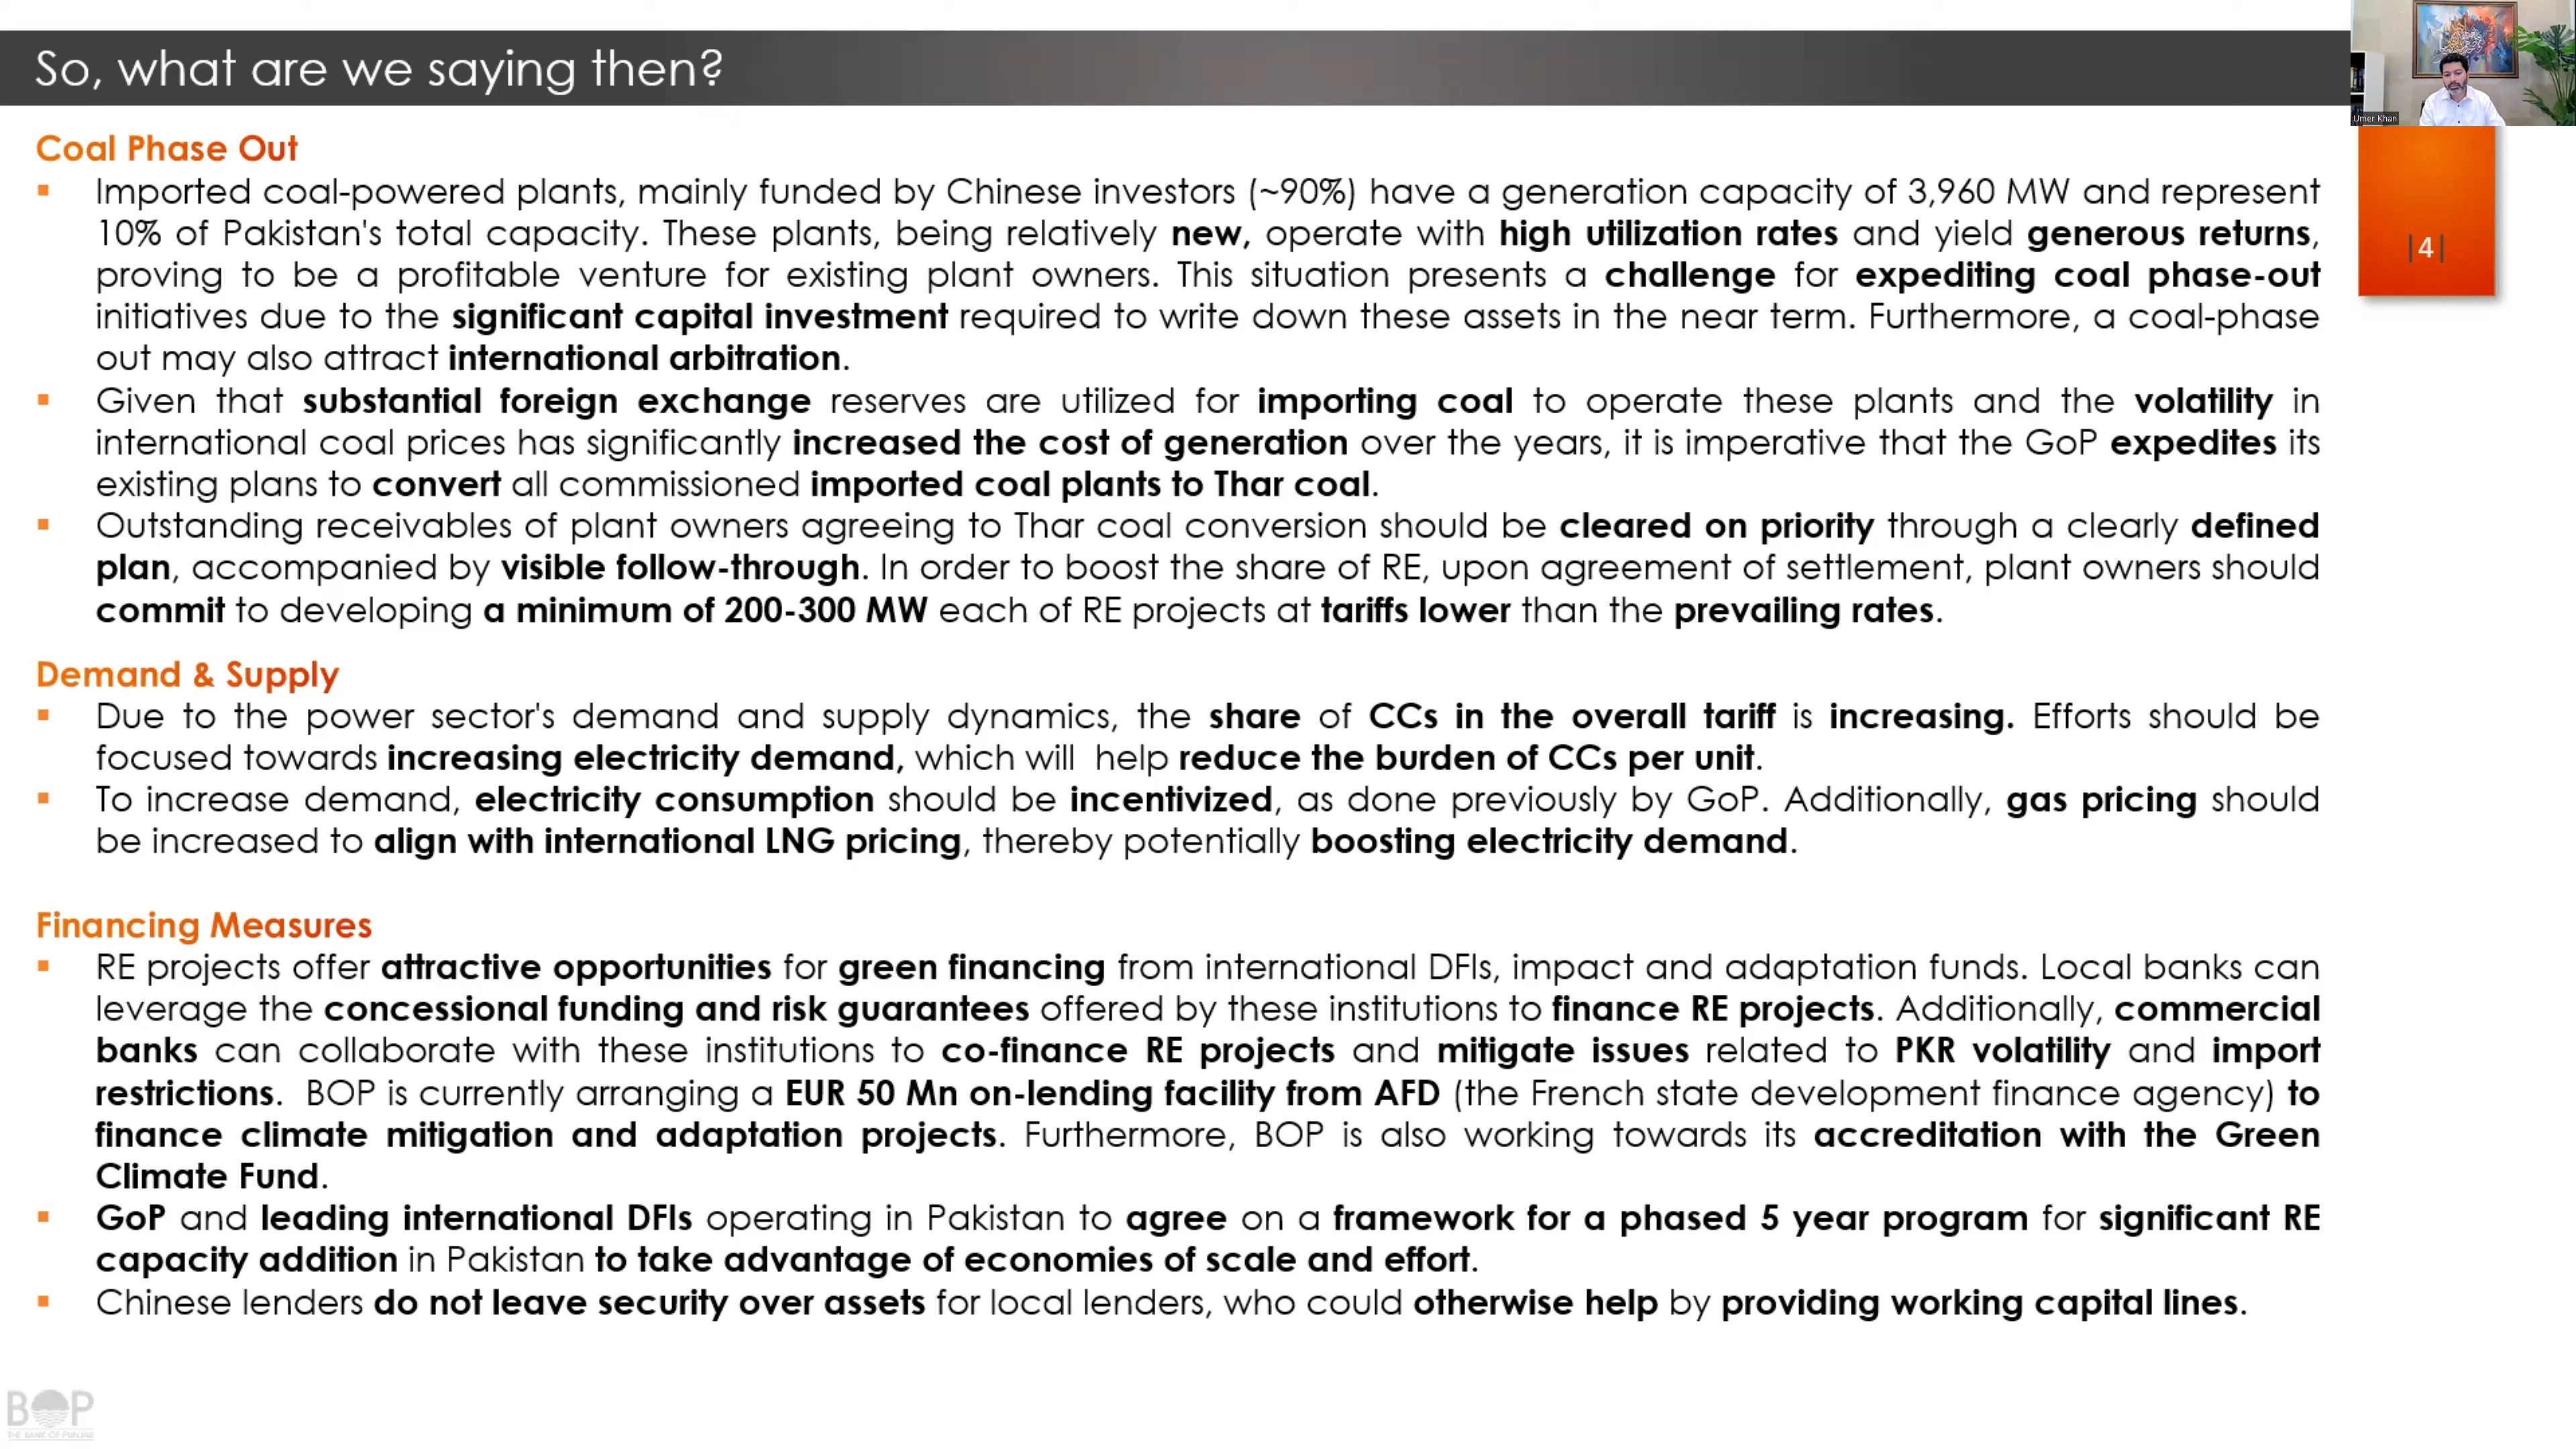 So, what are we saying then?
Umer Khan
|4|
Coal Phase Out
▪ Imported coal-powered plants, mainly funded by Chinese investors (~90%) have a generation capacity of 3,960 MW and represent
10% of Pakistan's total capacity. These plants, being relatively new, operate with high utilization rates and yield generous returns,
proving to be a profitable venture for existing plant owners. This situation presents a challenge for expediting coal phase-out
initiatives due to the significant capital investment required to write down these assets in the near term. Furthermore, a coal-phase
out may also attract international arbitration.
▪ Given that substantial foreign exchange reserves are utilized for importing coal to operate these plants and the volatility in
international coal prices has significantly increased the cost of generation over the years, it is imperative that the GoP expedites its
existing plans to convert all commissioned imported coal plants to Thar coal.
▪ Outstanding receivables of plant owners agreeing to Thar coal conversion should be cleared on priority through a clearly defined
plan, accompanied by visible follow-through. In order to boost the share of RE, upon agreement of settlement, plant owners should
commit to developing a minimum of 200-300 MW each of RE projects at tariffs lower than the prevailing rates.
Demand & Supply
▪ Due to the power sector's demand and supply dynamics, the share of CCs in the overall tariff is increasing. Efforts should be
focused towards increasing electricity demand, which will help reduce the burden of CCs per unit.
▪ To increase demand, electricity consumption should be incentivized, as done previously by GoP. Additionally, gas pricing should
be increased to align with international LNG pricing, thereby potentially boosting electricity demand.
Financing Measures
▪ RE projects offer attractive opportunities for green financing from international DFIs, impact and adaptation funds. Local banks can
leverage the concessional funding and risk guarantees offered by these institutions to finance RE projects. Additionally, commercial
banks can collaborate with these institutions to co-finance RE projects and mitigate issues related to PKR volatility and import
restrictions. BOP is currently arranging a EUR 50 Mn on-lending facility from AFD (the French state development finance agency) to
finance climate mitigation and adaptation projects. Furthermore, BOP is also working towards its accreditation with the Green
Climate Fund.
▪ GoP and leading international DFIs operating in Pakistan to agree on a framework for a phased 5 year program for significant RE
capacity addition in Pakistan to take advantage of economies of scale and effort.
▪ Chinese lenders do not leave security over assets for local lenders, who could otherwise help by providing working capital lines.
BOP
THE BANK OF PUNJAB